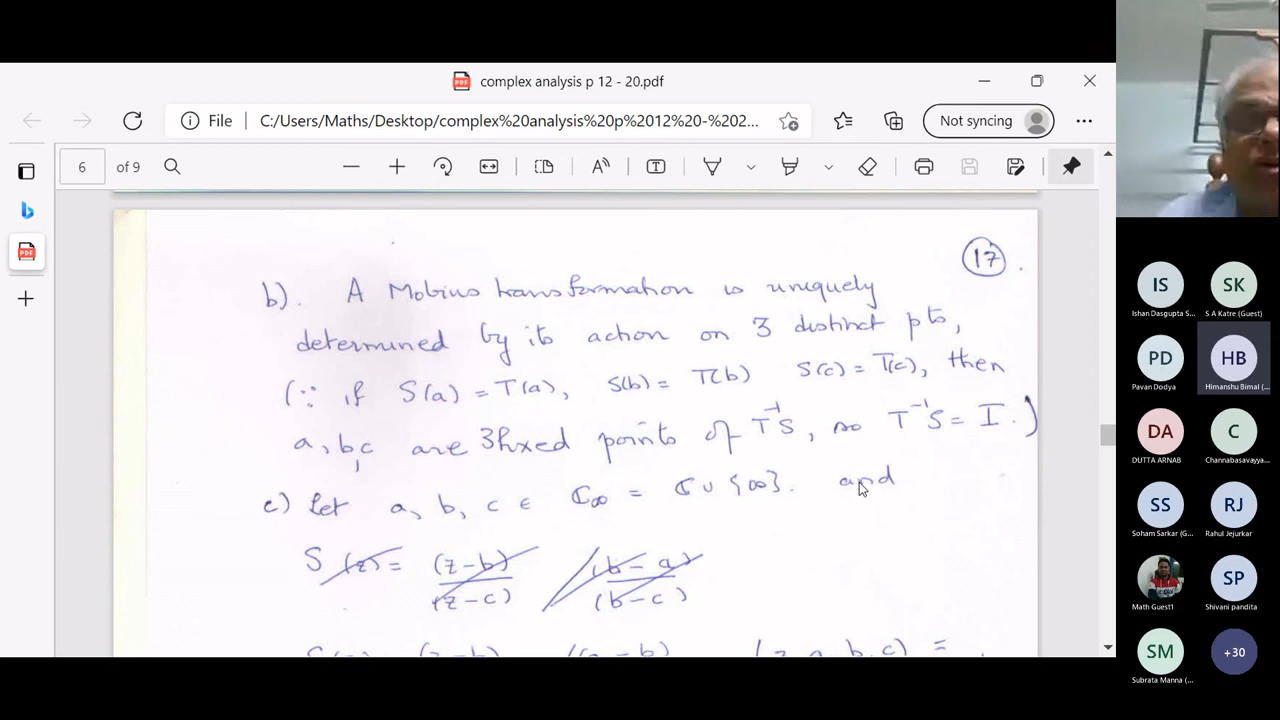 complex analysis p 12 - 20.pdf
File
C:/Users/Maths/Desktop/complex%20analysis%20p%2012%20-%202...
Not syncing
6 of 9
17
b). A Mobius transformation is uniquely
determined by its action on 3 distinct pts,
(∵ if S(a) = T(a), S(b) = T(b) S(c) = T(c), then
a, b, c are 3 fixed points of T⁻¹S, so T⁻¹S = I.)
c) Let a, b, c ∈ ℂ∞ = ℂ ∪ {∞}. and
S(z) = (z-b)/(z-c) / (b-a)/(b-c)
(z-b) (a-b) (z, a, b, c) =
IS
Ishan Dasgupta S...
SK
S A Katre (Guest)
PD
Pavan Dodya
HB
Himanshu Bimal (...
DA
DUTTA ARNAB
C
Channabasavayya...
SS
Soham Sarkar (G...
RJ
Rahul Jejurkar
Math Guest1
SP
Shivani pandita
SM
Subrata Manna (...
+30